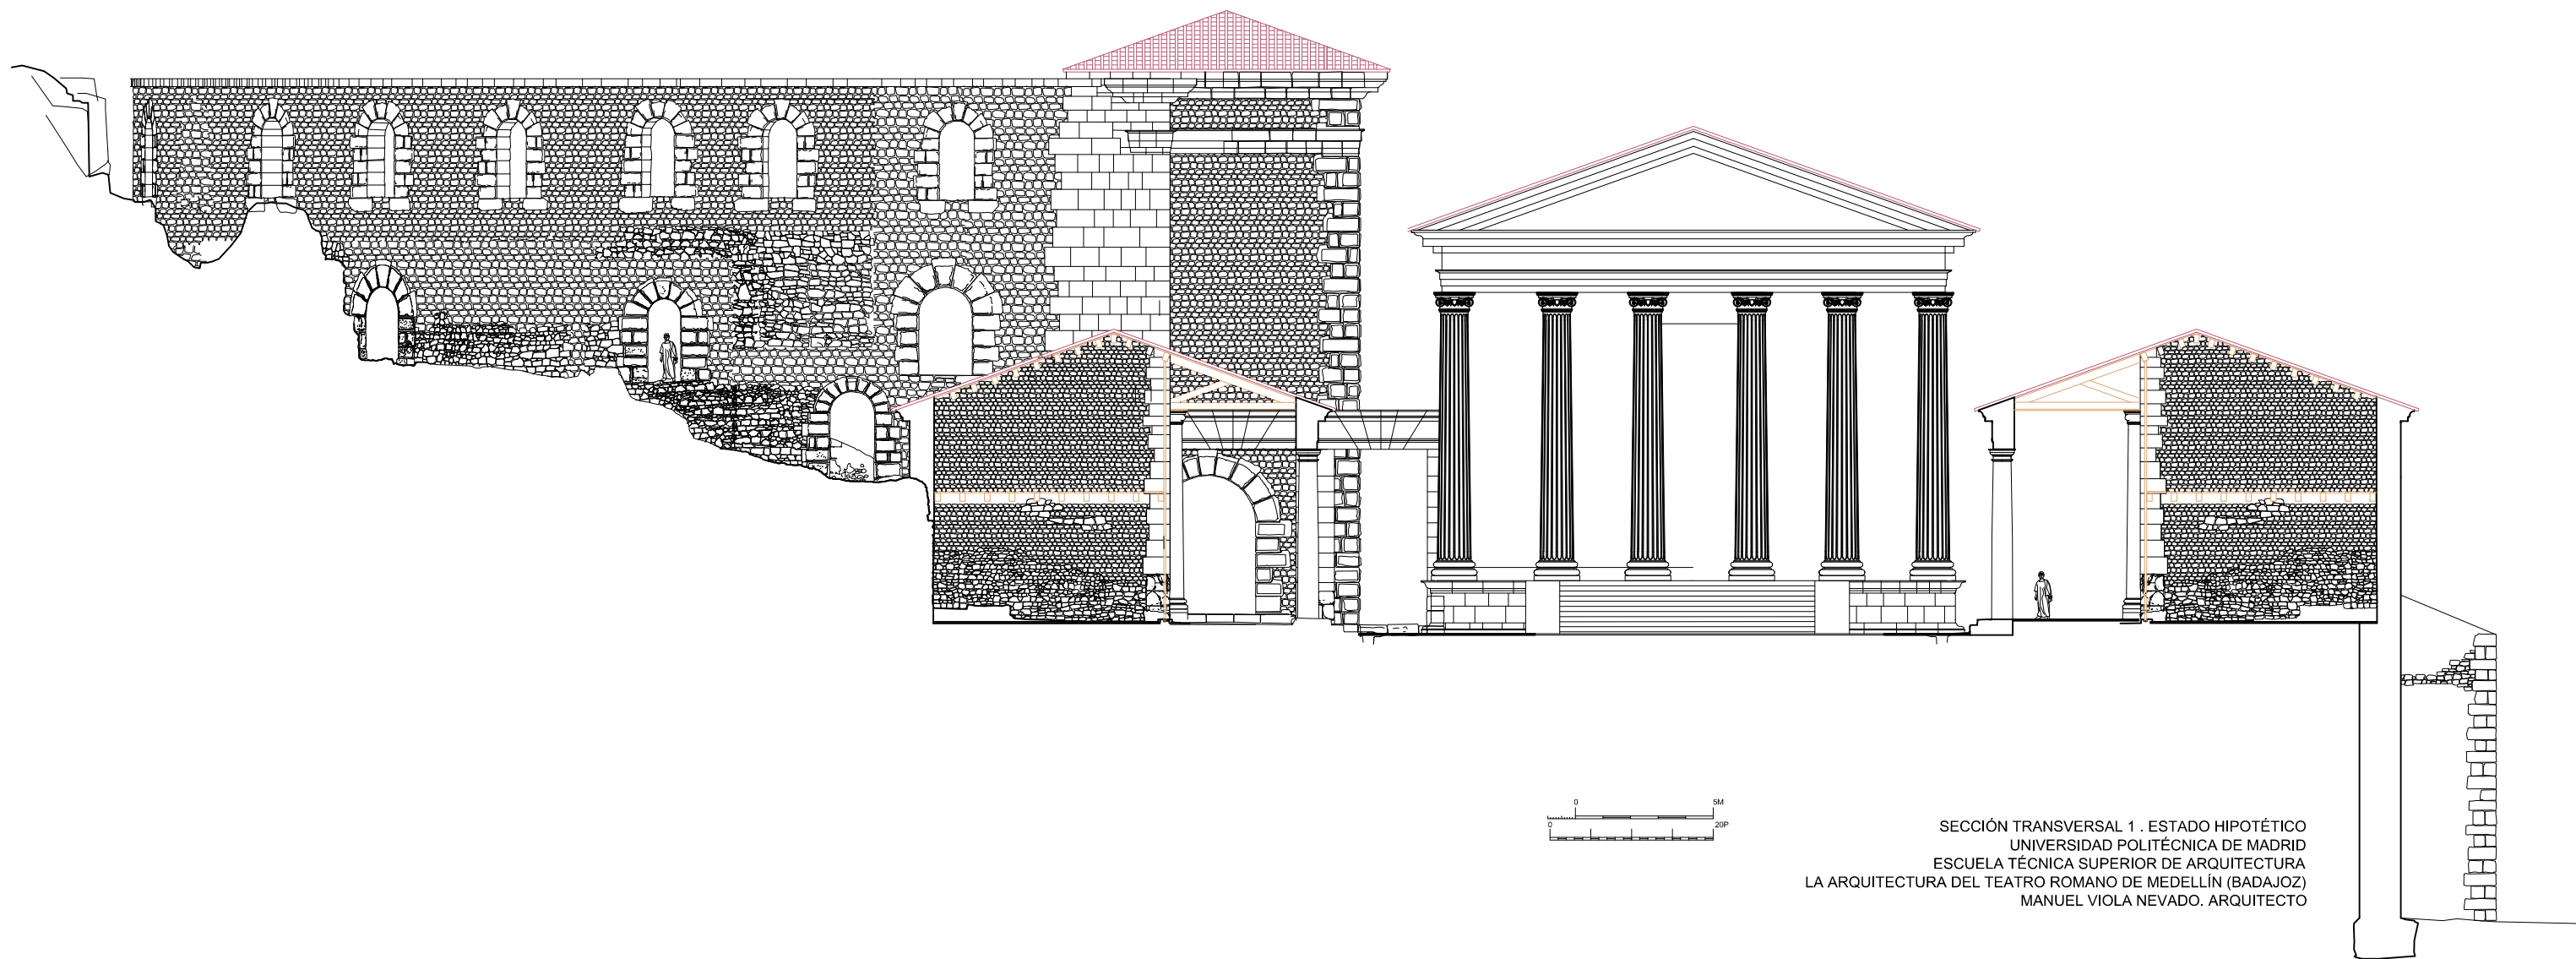 0 5M
0 20P
SECCIÓN TRANSVERSAL 1 . ESTADO HIPOTÉTICO
UNIVERSIDAD POLITÉCNICA DE MADRID
ESCUELA TÉCNICA SUPERIOR DE ARQUITECTURA
LA ARQUITECTURA DEL TEATRO ROMANO DE MEDELLÍN (BADAJOZ)
MANUEL VIOLA NEVADO. ARQUITECTO